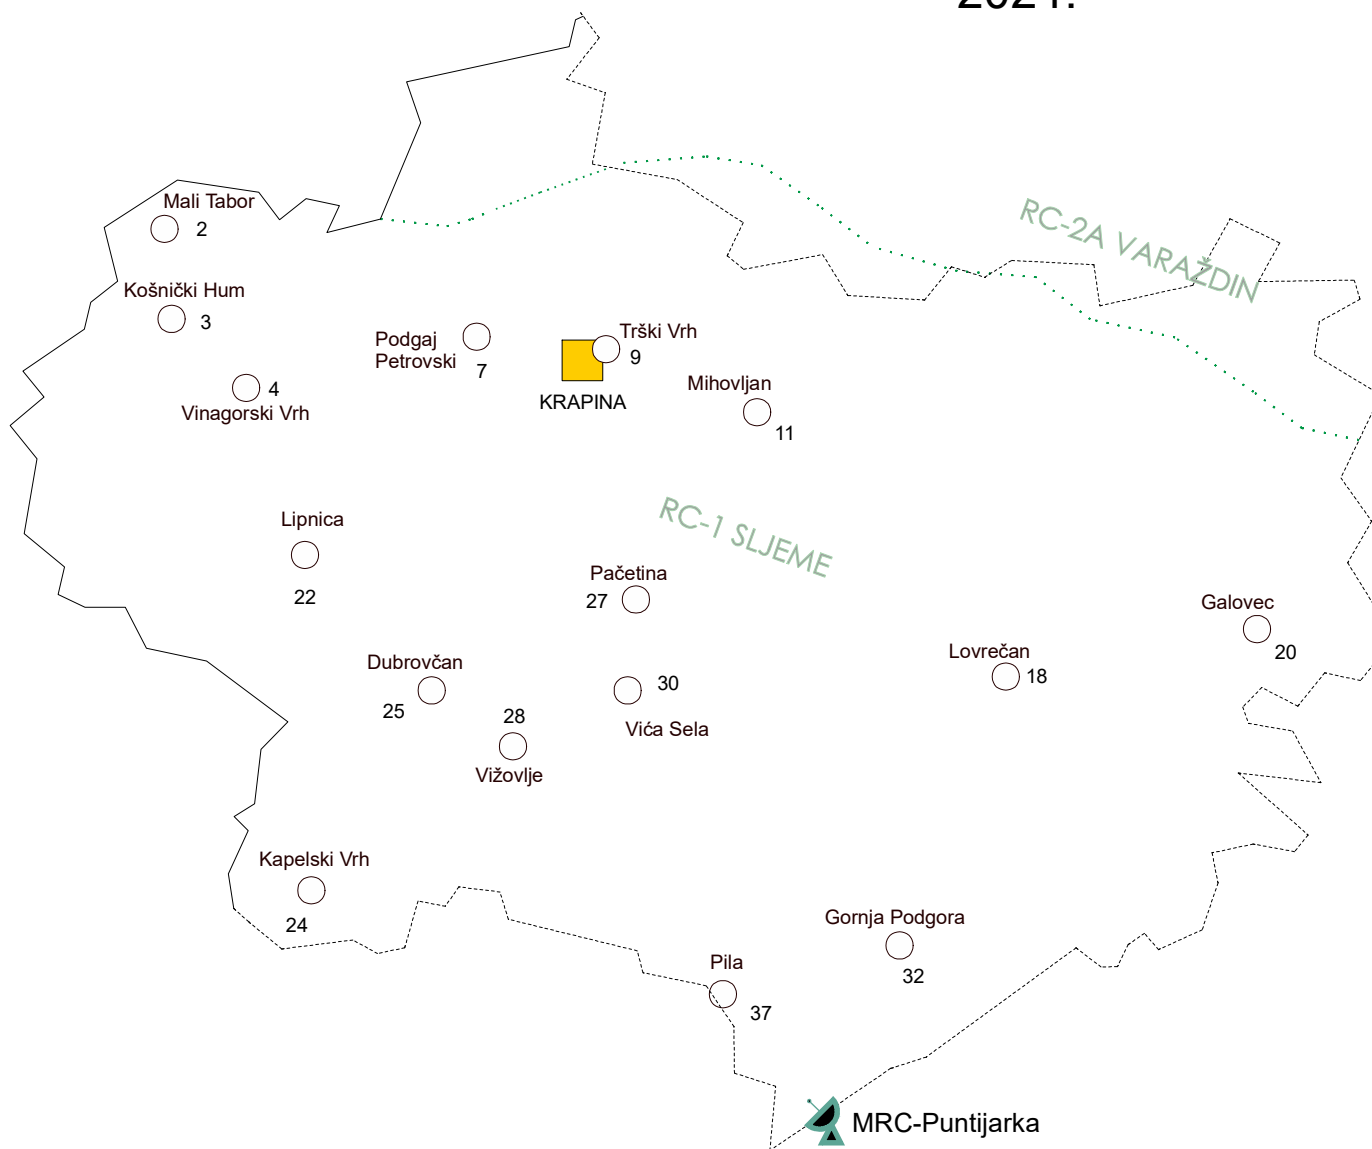 2021.
Mali Tabor
2
RC-2A VARAŽDIN
Košnički Hum
3
Podgaj
Petrovski
7
Trški Vrh
9
4
Vinagorski Vrh
KRAPINA
Mihovljan
11
Lipnica
22
RC-1 SLJEME
Pačetina
27
Galovec
20
Dubrovčan
25
30
Vića Sela
Lovrečan
18
28
Vižovlje
Kapelski Vrh
24
Gornja Podgora
32
Pila
37
MRC-Puntijarka